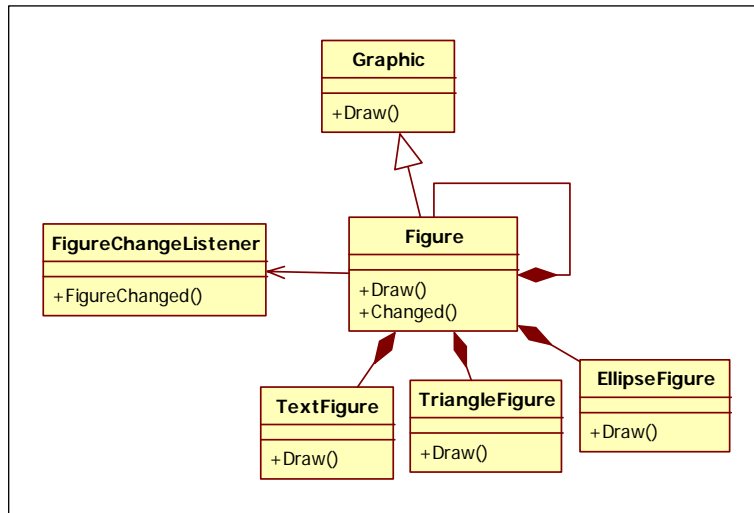 Graphic
+Draw()
FigureChangeListener
+FigureChanged()
Figure
+Draw()
+Changed()
TextFigure
+Draw()
TriangleFigure
+Draw()
EllipseFigure
+Draw()